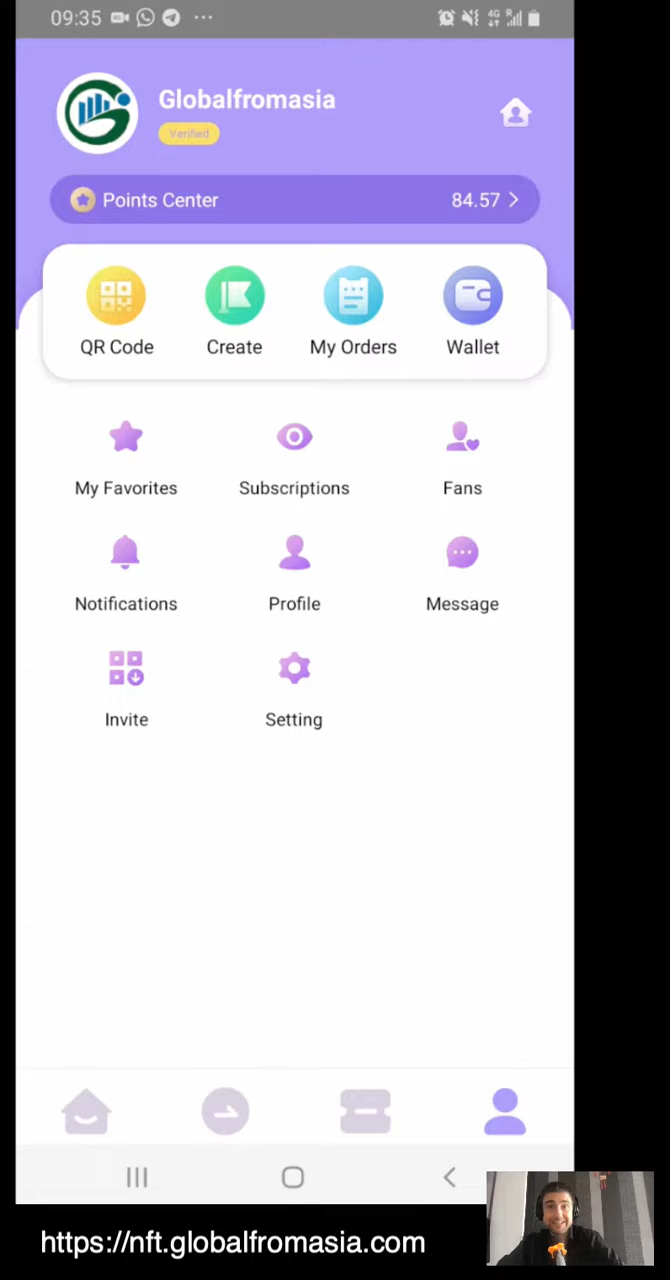 09:35
4G R
Globalfromasia
Verified
Points Center 84.57
QR Code Create My Orders Wallet
My Favorites Subscriptions Fans
Notifications Profile Message
Invite Setting
https://nft.globalfromasia.com